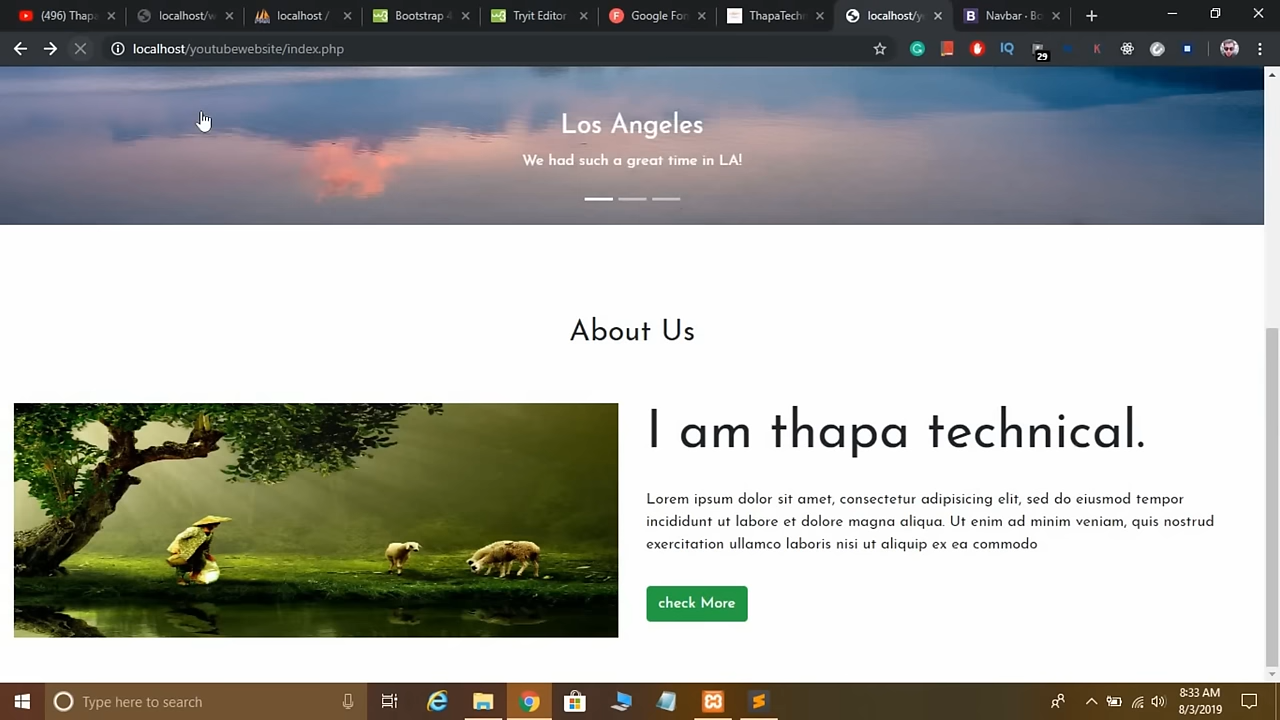 (496) Thapa
localhost/w
localhost /
Bootstrap 4
Tryit Editor
Google Fon
ThapaTech
localhost/y
Navbar · Bo
localhost/youtubewebsite/index.php
IQ
29
K
Los Angeles
We had such a great time in LA!
About Us
I am thapa technical.
Lorem ipsum dolor sit amet, consectetur adipisicing elit, sed do eiusmod tempor
incididunt ut labore et dolore magna aliqua. Ut enim ad minim veniam, quis nostrud
exercitation ullamco laboris nisi ut aliquip ex ea commodo
check More
Type here to search
8:33 AM
8/3/2019